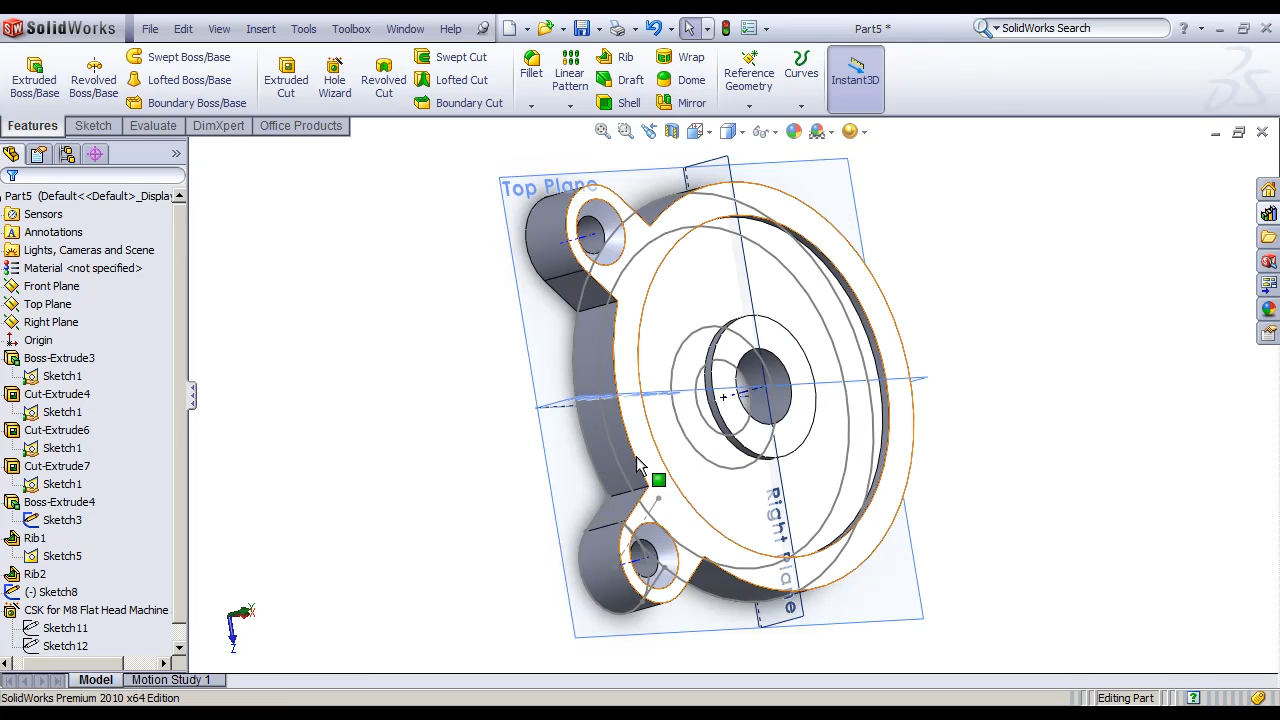 SolidWorks File Edit View Insert Tools Toolbox Window Help Part5 * SolidWorks Search
Extruded Boss/Base
Revolved Boss/Base
Swept Boss/Base
Lofted Boss/Base
Boundary Boss/Base
Extruded Cut
Hole Wizard
Revolved Cut
Swept Cut
Lofted Cut
Boundary Cut
Fillet
Linear Pattern
Rib
Draft
Shell
Wrap
Dome
Mirror
Reference Geometry
Curves
Instant3D
Features Sketch Evaluate DimXpert Office Products
Part5 (Default<<Default>_Display
Sensors
Annotations
Lights, Cameras and Scene
Material <not specified>
Front Plane
Top Plane
Right Plane
Origin
Boss-Extrude3
Sketch1
Cut-Extrude4
Sketch1
Cut-Extrude6
Sketch1
Cut-Extrude7
Sketch1
Boss-Extrude4
Sketch3
Rib1
Sketch5
Rib2
(-) Sketch8
CSK for M8 Flat Head Machine
Sketch11
Sketch12
Top Plane
Right Plane
Z
Model Motion Study 1
SolidWorks Premium 2010 x64 Edition Editing Part